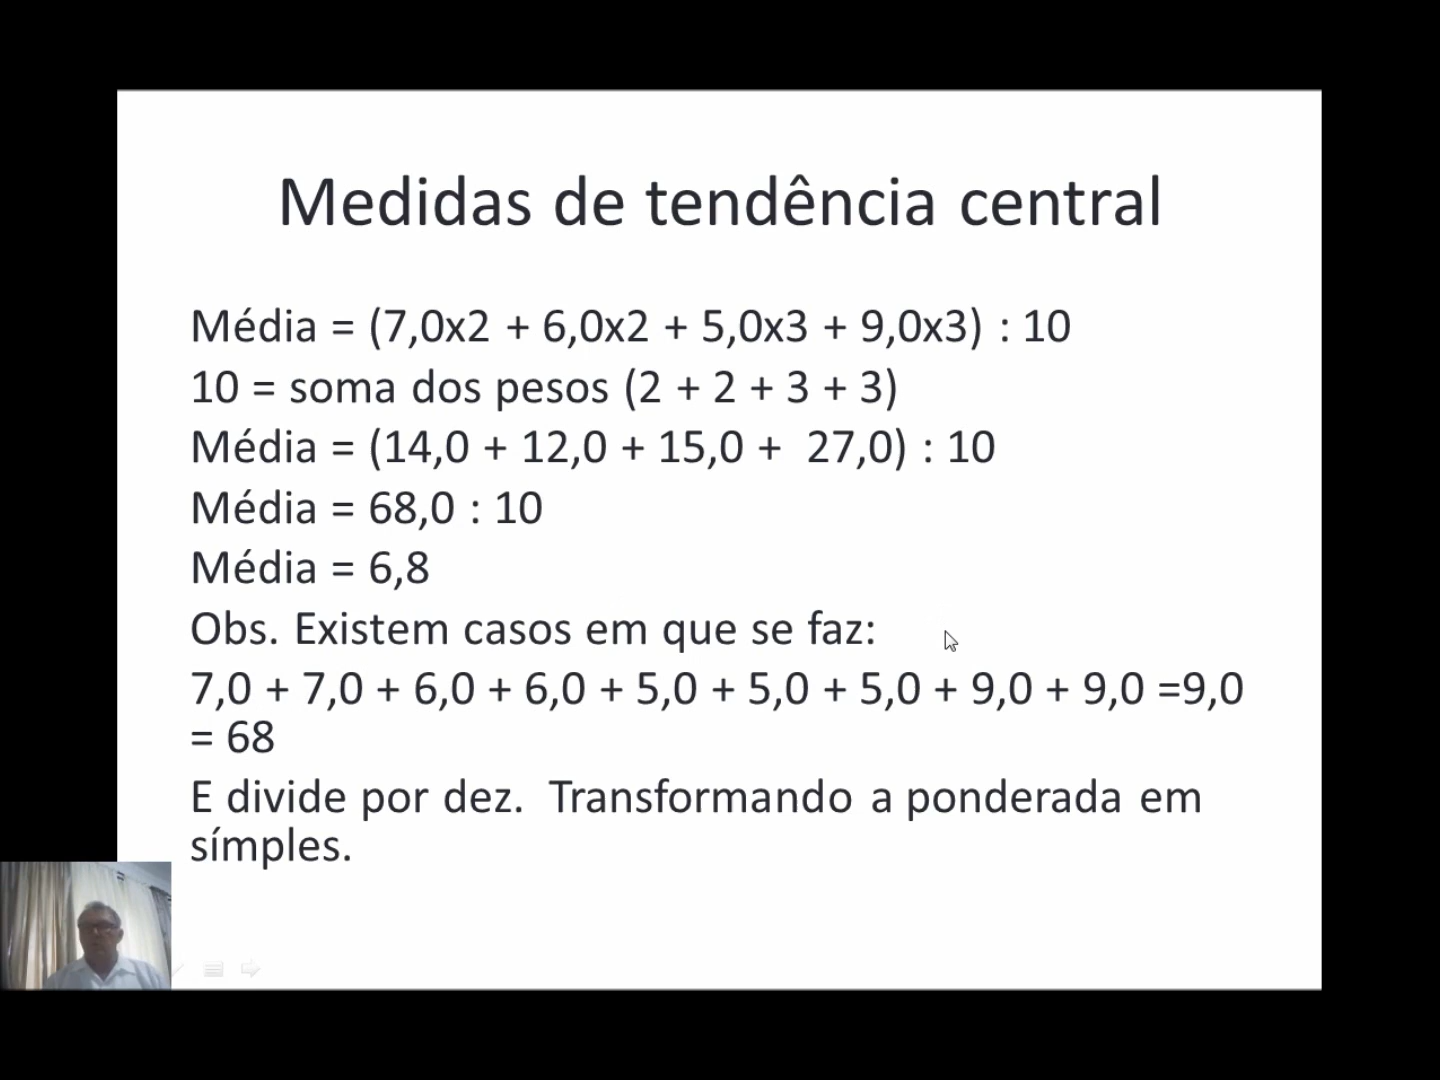 Medidas de tendência central
Média = (7,0x2 + 6,0x2 + 5,0x3 + 9,0x3) : 10
10 = soma dos pesos (2 + 2 + 3 + 3)
Média = (14,0 + 12,0 + 15,0 +  27,0) : 10
Média = 68,0 : 10
Média = 6,8
Obs. Existem casos em que se faz:
7,0 + 7,0 + 6,0 + 6,0 + 5,0 + 5,0 + 5,0 + 9,0 + 9,0 =9,0
= 68
E divide por dez.  Transformando a ponderada em
símples.